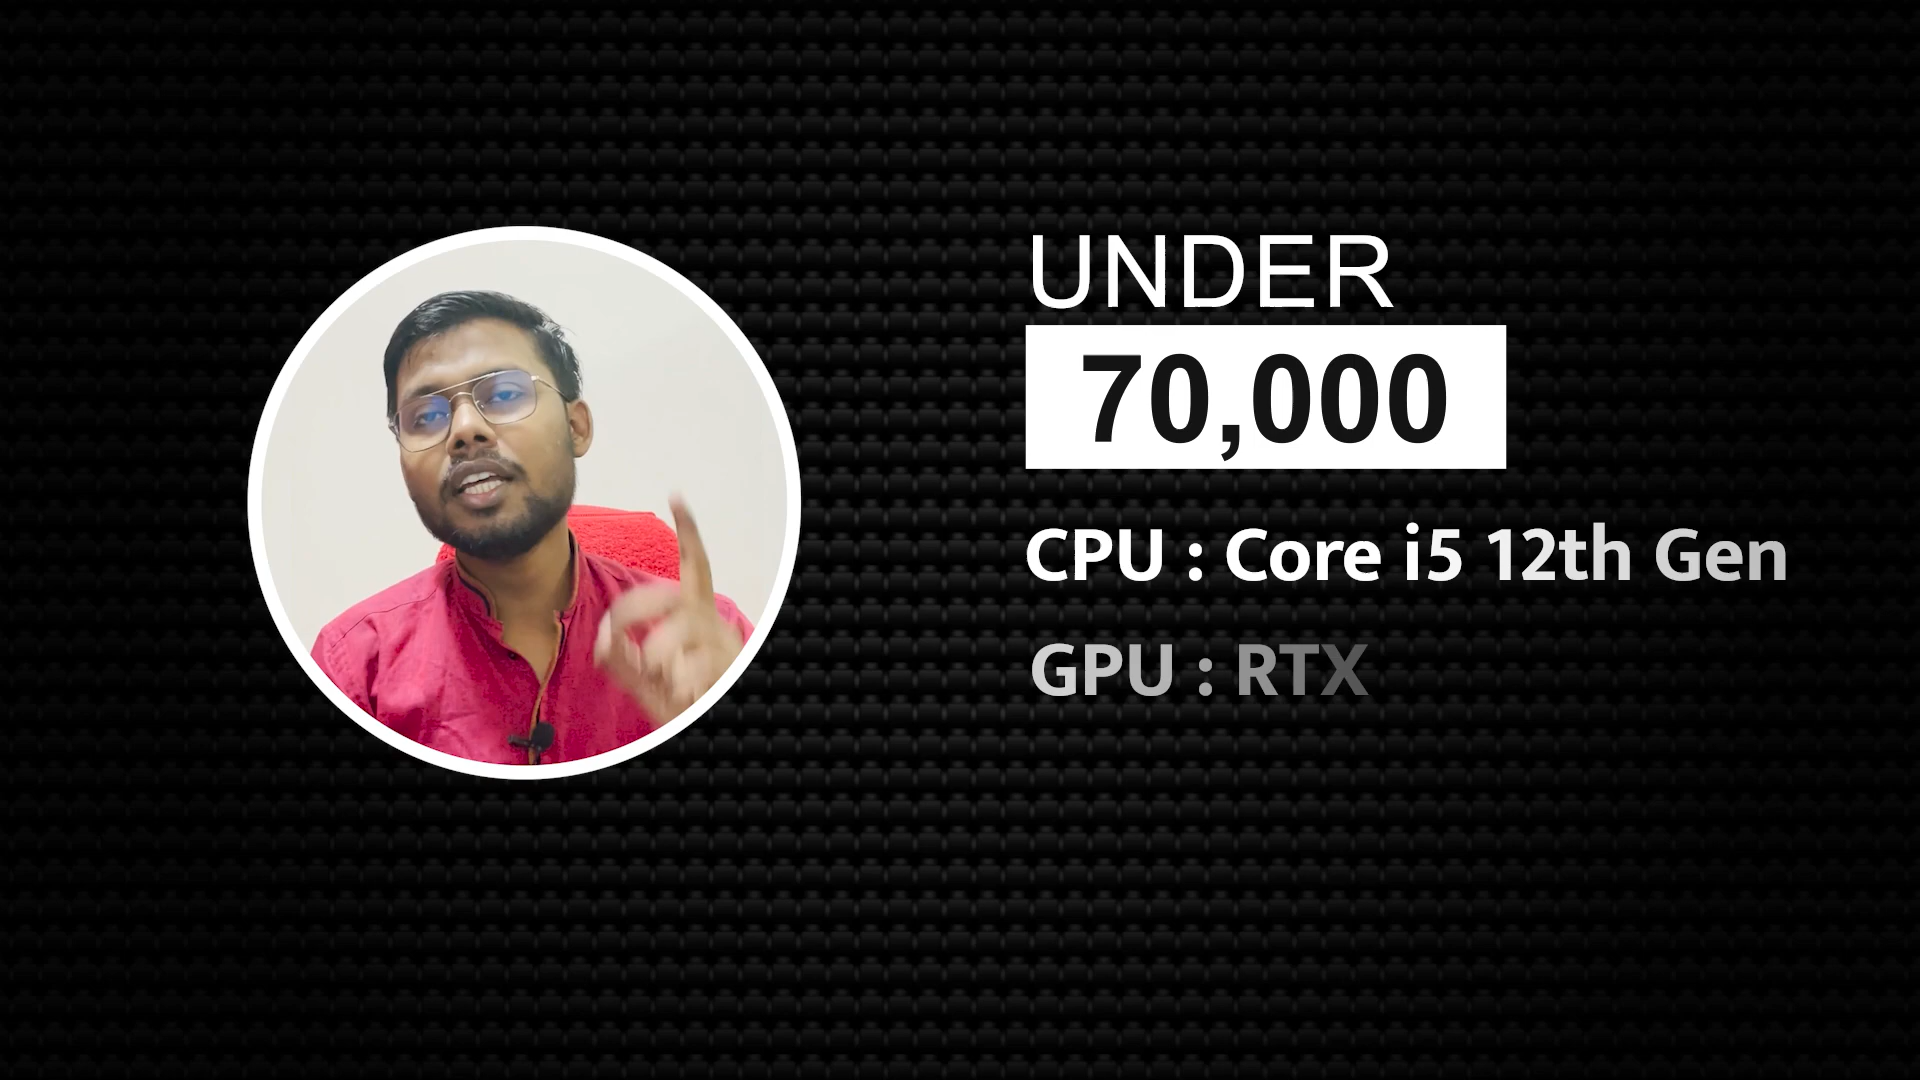 UNDER
70,000
CPU : Core i5 12th Gen
GPU : RTX